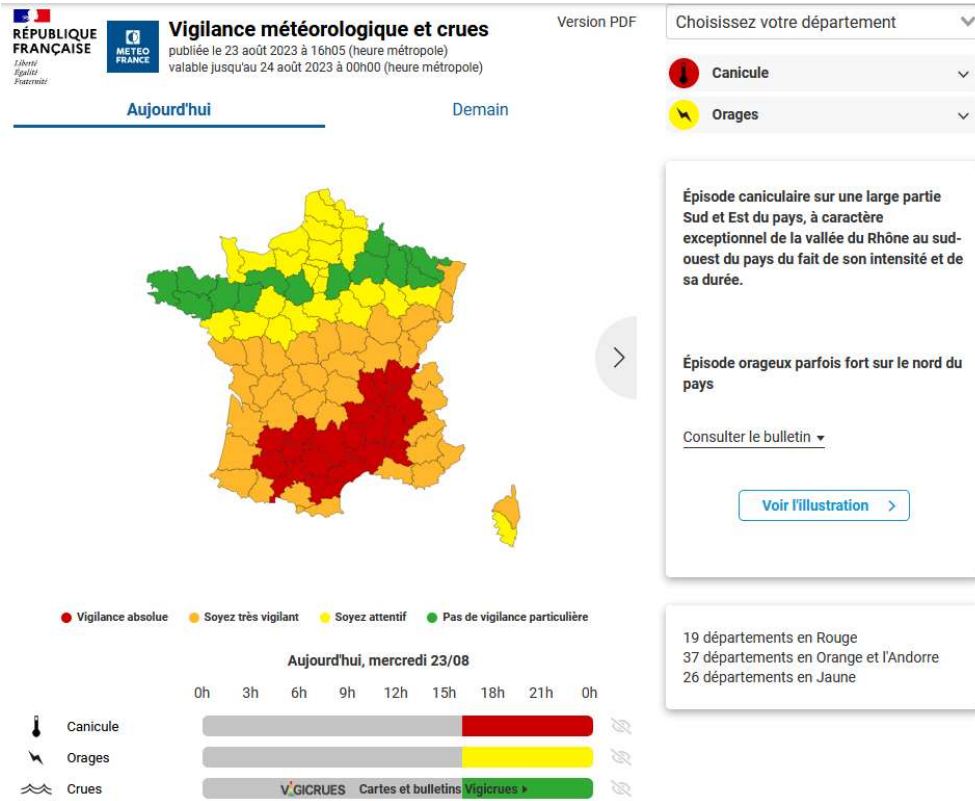 RÉPUBLIQUE
FRANÇAISE
Liberté
Égalité
Fraternité
METEO
FRANCE
Vigilance météorologique et crues
publiée le 23 août 2023 à 16h05 (heure métropole)
valable jusqu'au 24 août 2023 à 00h00 (heure métropole)
Version PDF
Choisissez votre département
Canicule
Orages
Aujourd'hui
Demain
Épisode caniculaire sur une large partie
Sud et Est du pays, à caractère
exceptionnel de la vallée du Rhône au sud-
ouest du pays du fait de son intensité et de
sa durée.
Épisode orageux parfois fort sur le nord du
pays
Consulter le bulletin
Voir l'illustration
Vigilance absolue
Soyez très vigilant
Soyez attentif
Pas de vigilance particulière
19 départements en Rouge
37 départements en Orange et l'Andorre
26 départements en Jaune
Aujourd'hui, mercredi 23/08
0h 3h 6h 9h 12h 15h 18h 21h 0h
Canicule
Orages
Crues
VIGICRUES Cartes et bulletins Vigicrues